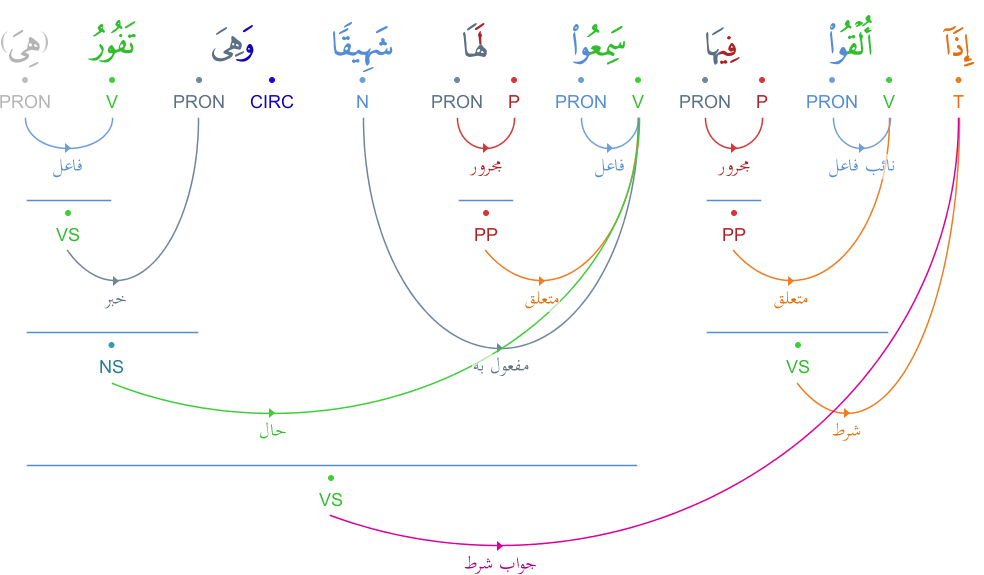 إِذَآ أُلْقُوا۟ فِيهَا سَمِعُوا۟ لَهَا شَهِيقًا وَهِىَ تَفُورُ (هِىَ)
T V PRON P PRON V PRON P PRON N CIRC PRON V PRON
نائب فاعل مجرور فاعل مجرور فاعل
PP PP VS
متعلق متعلق خبر
VS NS
مفعول به
شرط حال
VS
جواب شرط